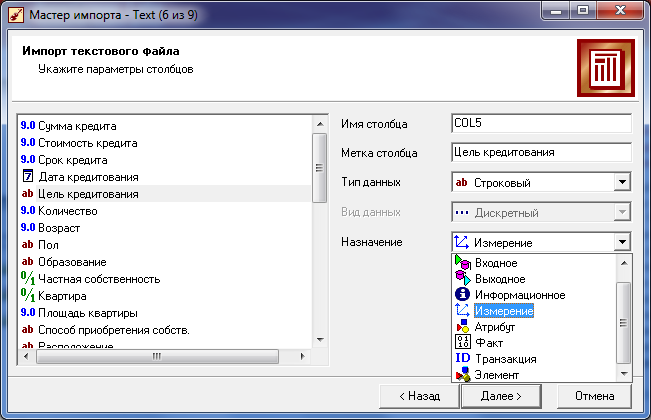 Мастер импорта - Text (6 из 9)
Импорт текстового файла
Укажите параметры столбцов
9.0 Сумма кредита
9.0 Стоимость кредита
9.0 Срок кредита
7 Дата кредитования
ab Цель кредитования
9.0 Количество
9.0 Возраст
ab Пол
ab Образование
0/1 Частная собственность
0/1 Квартира
9.0 Площадь квартиры
ab Способ приобретения собств.
ab Расположение
Имя столбца COL5
Метка столбца Цель кредитования
Тип данных ab Строковый
Вид данных Дискретный
Назначение Измерение
Входное
Выходное
Информационное
Измерение
Атрибут
01 10 Факт
ID Транзакция
Элемент
< Назад Далее > Отмена